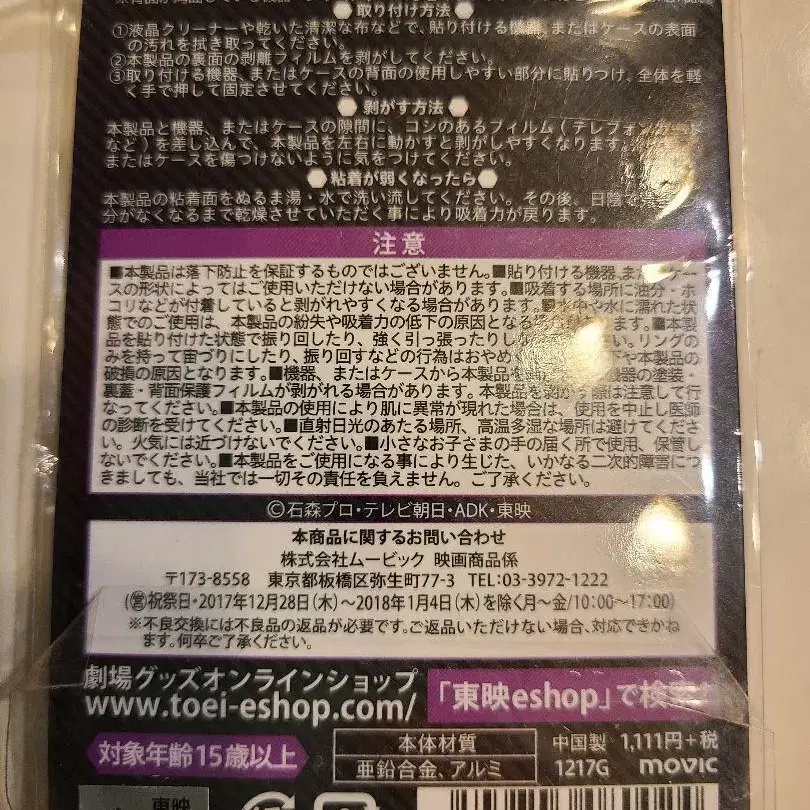 ⬣取り付け方法⬣
①液晶クリーナーや乾いた清潔な布などで、貼り付ける機器、またはケースの表面
の汚れを拭き取ってください。
②本製品の裏面の剥離フィルムを剥がしてください。
③取り付ける機器、またはケースの背面の使用しやすい部分に貼りつけ、全体を軽
く手で押して固定させてください。
⬣剥がす方法⬣
本製品と機器、またはケースの隙間に、コシのあるフィルム(テレフォン
など)を差し込んで、本製品を左右に動かすと剥がしやすくなります。
またはケースを傷つけないように気をつけてください。
⬣粘着が弱くなったら⬣
本製品の粘着面をぬるま湯・水で洗い流してください。その後、日陰で
分がなくなるまで乾燥させていただく事により吸着力が戻ります。
注意
■本製品は落下防止を保証するものではございません。■貼り付ける機器、またはケー
スの形状によってはご使用いただけない場合があります。■吸着する場所に油分・ホ
コリなどが付着していると剥がれやすくなる場合があります。■水中や水に濡れた状
態でのご使用は、本製品の紛失や吸着力の低下の原因となる場合があります。■本製
品を貼り付けた状態で振り回したり、強く引っ張ったりしな い。リングの
みを持って宙づりにしたり、振り回すなどの行為はおやめ 下や本製品の
破損の原因となります。■機器、またはケースから本製品を 機器の塗装・
裏蓋・背面保護フィルムが剥がれる場合があります。本製品を剥がす際は注意して行
なってください。■本製品の使用により肌に異常が現れた場合は、使用を中止し医師
の診断を受けてください。■直射日光のあたる場所、高温多湿な場所は避けてくださ
い。火気には近づけないでください。■小さなお子さまの手の届く所で使用、保管し
ないでください。■本製品をご使用になる事により生じた、いかなる二次的障害につ
きましても、当社では一切その責任を負えません。ご了承ください。
©石森プロ・テレビ朝日・ADK・東映
本商品に関するお問い合わせ
株式会社ムービック 映画商品係
〒173-8558 東京都板橋区弥生町77-3 TEL:03-3972-1222
(㊡祝祭日・2017年12月28日(木)〜2018年1月4日(木)を除く月〜金/10:00〜17:00)
※不良交換には不良品の返品が必要です。ご返品いただけない場合、対応できかね
ます。何卒ご了承ください。
劇場グッズオンラインショップ
www.toei-eshop.com/
「東映eshop」で検索!
対象年齢15歳以上
本体材質
亜鉛合金、アルミ
中国製 1,111円+税
1217G movic
東映